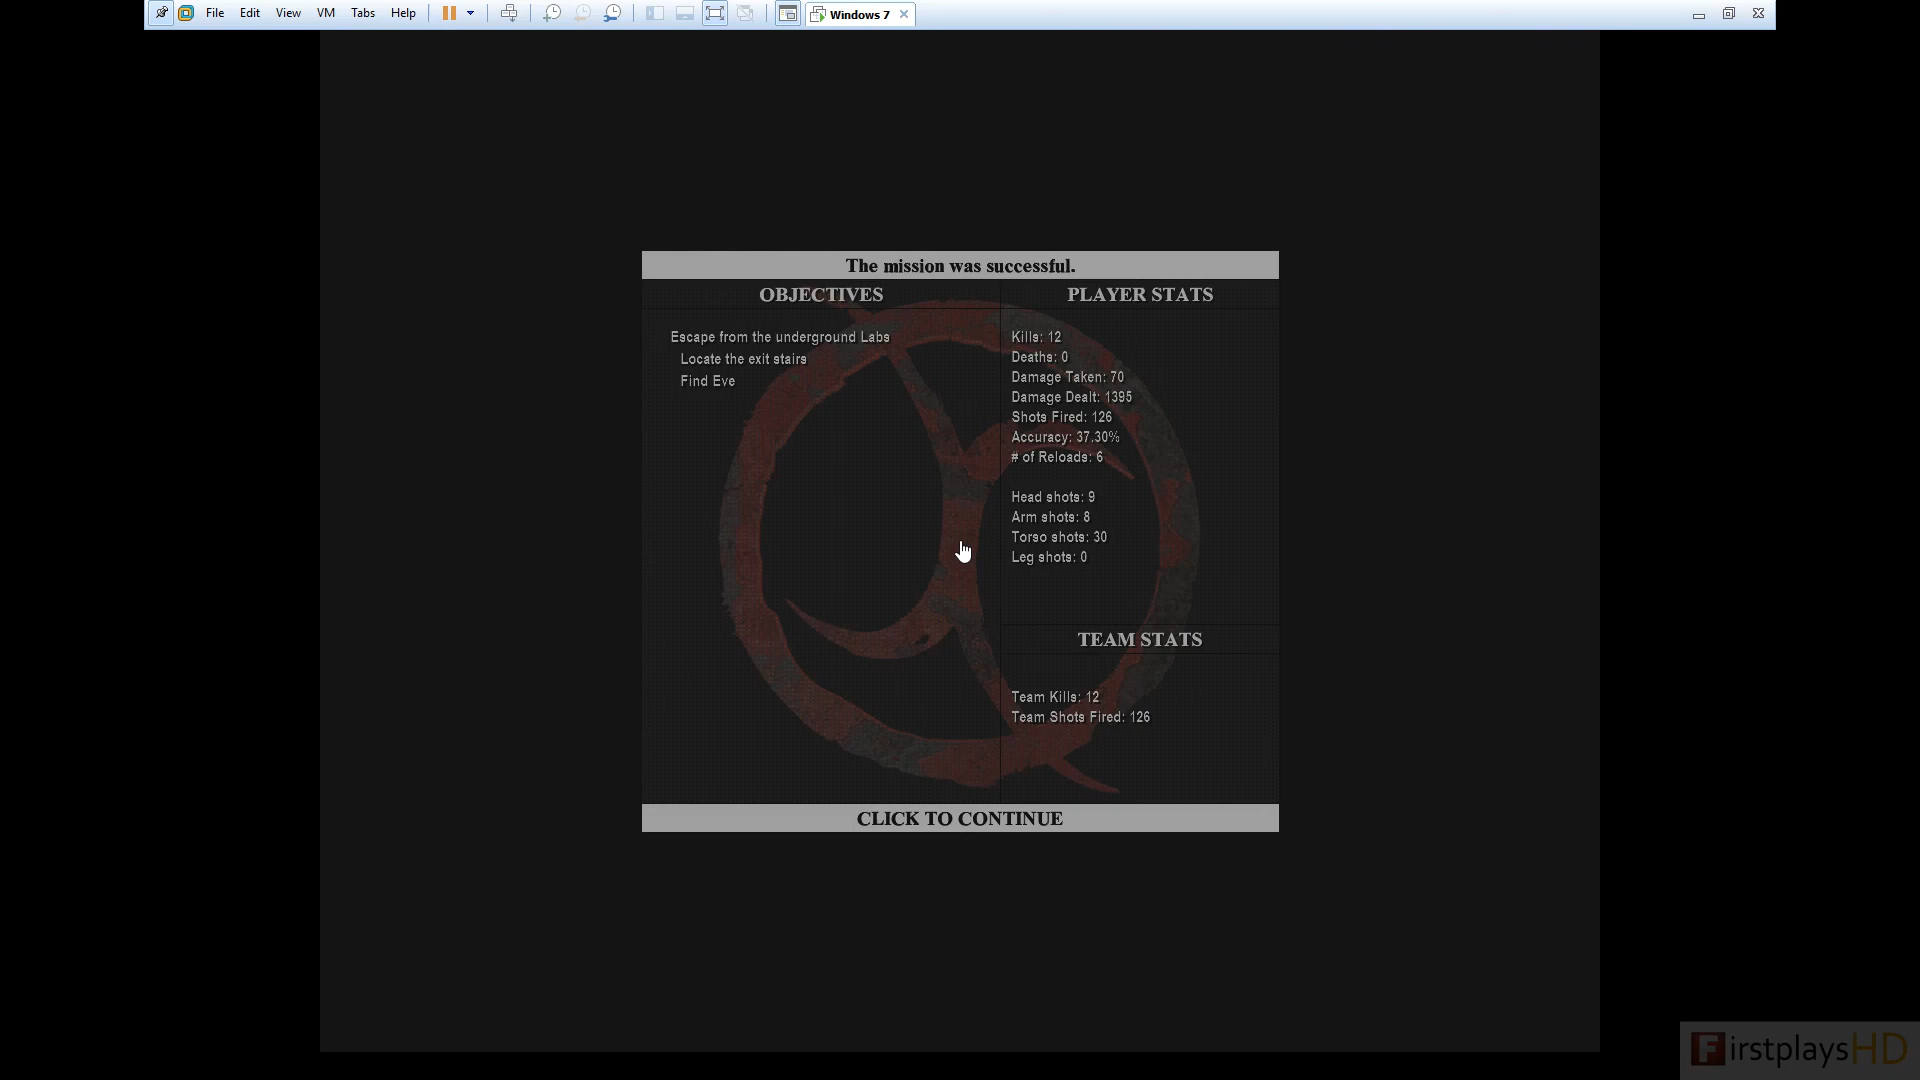 File Edit View VM Tabs Help Windows 7
The mission was successful.
OBJECTIVES
Escape from the underground Labs
Locate the exit stairs
Find Eve
PLAYER STATS
Kills: 12
Deaths: 0
Damage Taken: 70
Damage Dealt: 1395
Shots Fired: 126
Accuracy: 37.30%
# of Reloads: 6
Head shots: 9
Arm shots: 8
Torso shots: 30
Leg shots: 0
TEAM STATS
Team Kills: 12
Team Shots Fired: 126
CLICK TO CONTINUE
FirstplaysHD